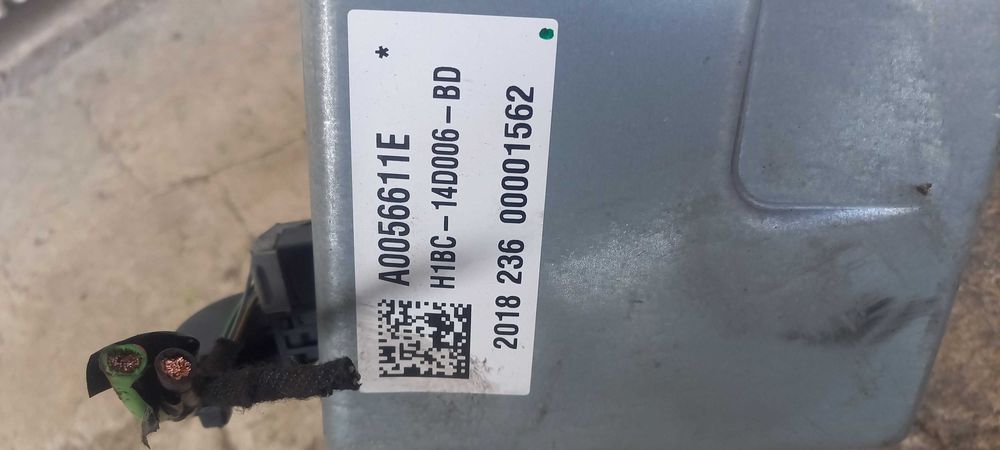 A0056611E *
H1BC-14D006-BD
2018 236 00001562